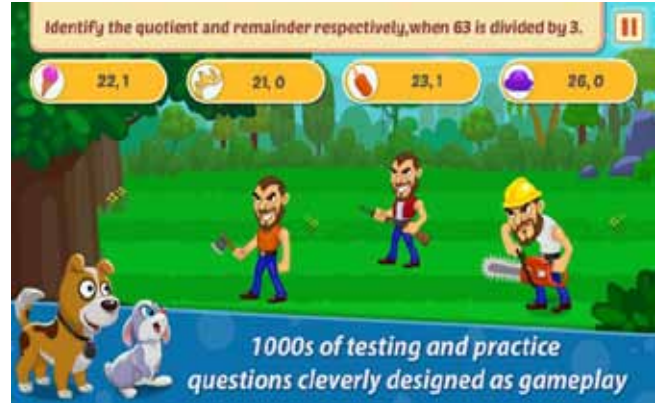 Identify the quotient and remainder respectively,when 63 is divided by 3.
22, 1
21, 0
23, 1
26, 0
1000s of testing and practice
questions cleverly designed as gameplay